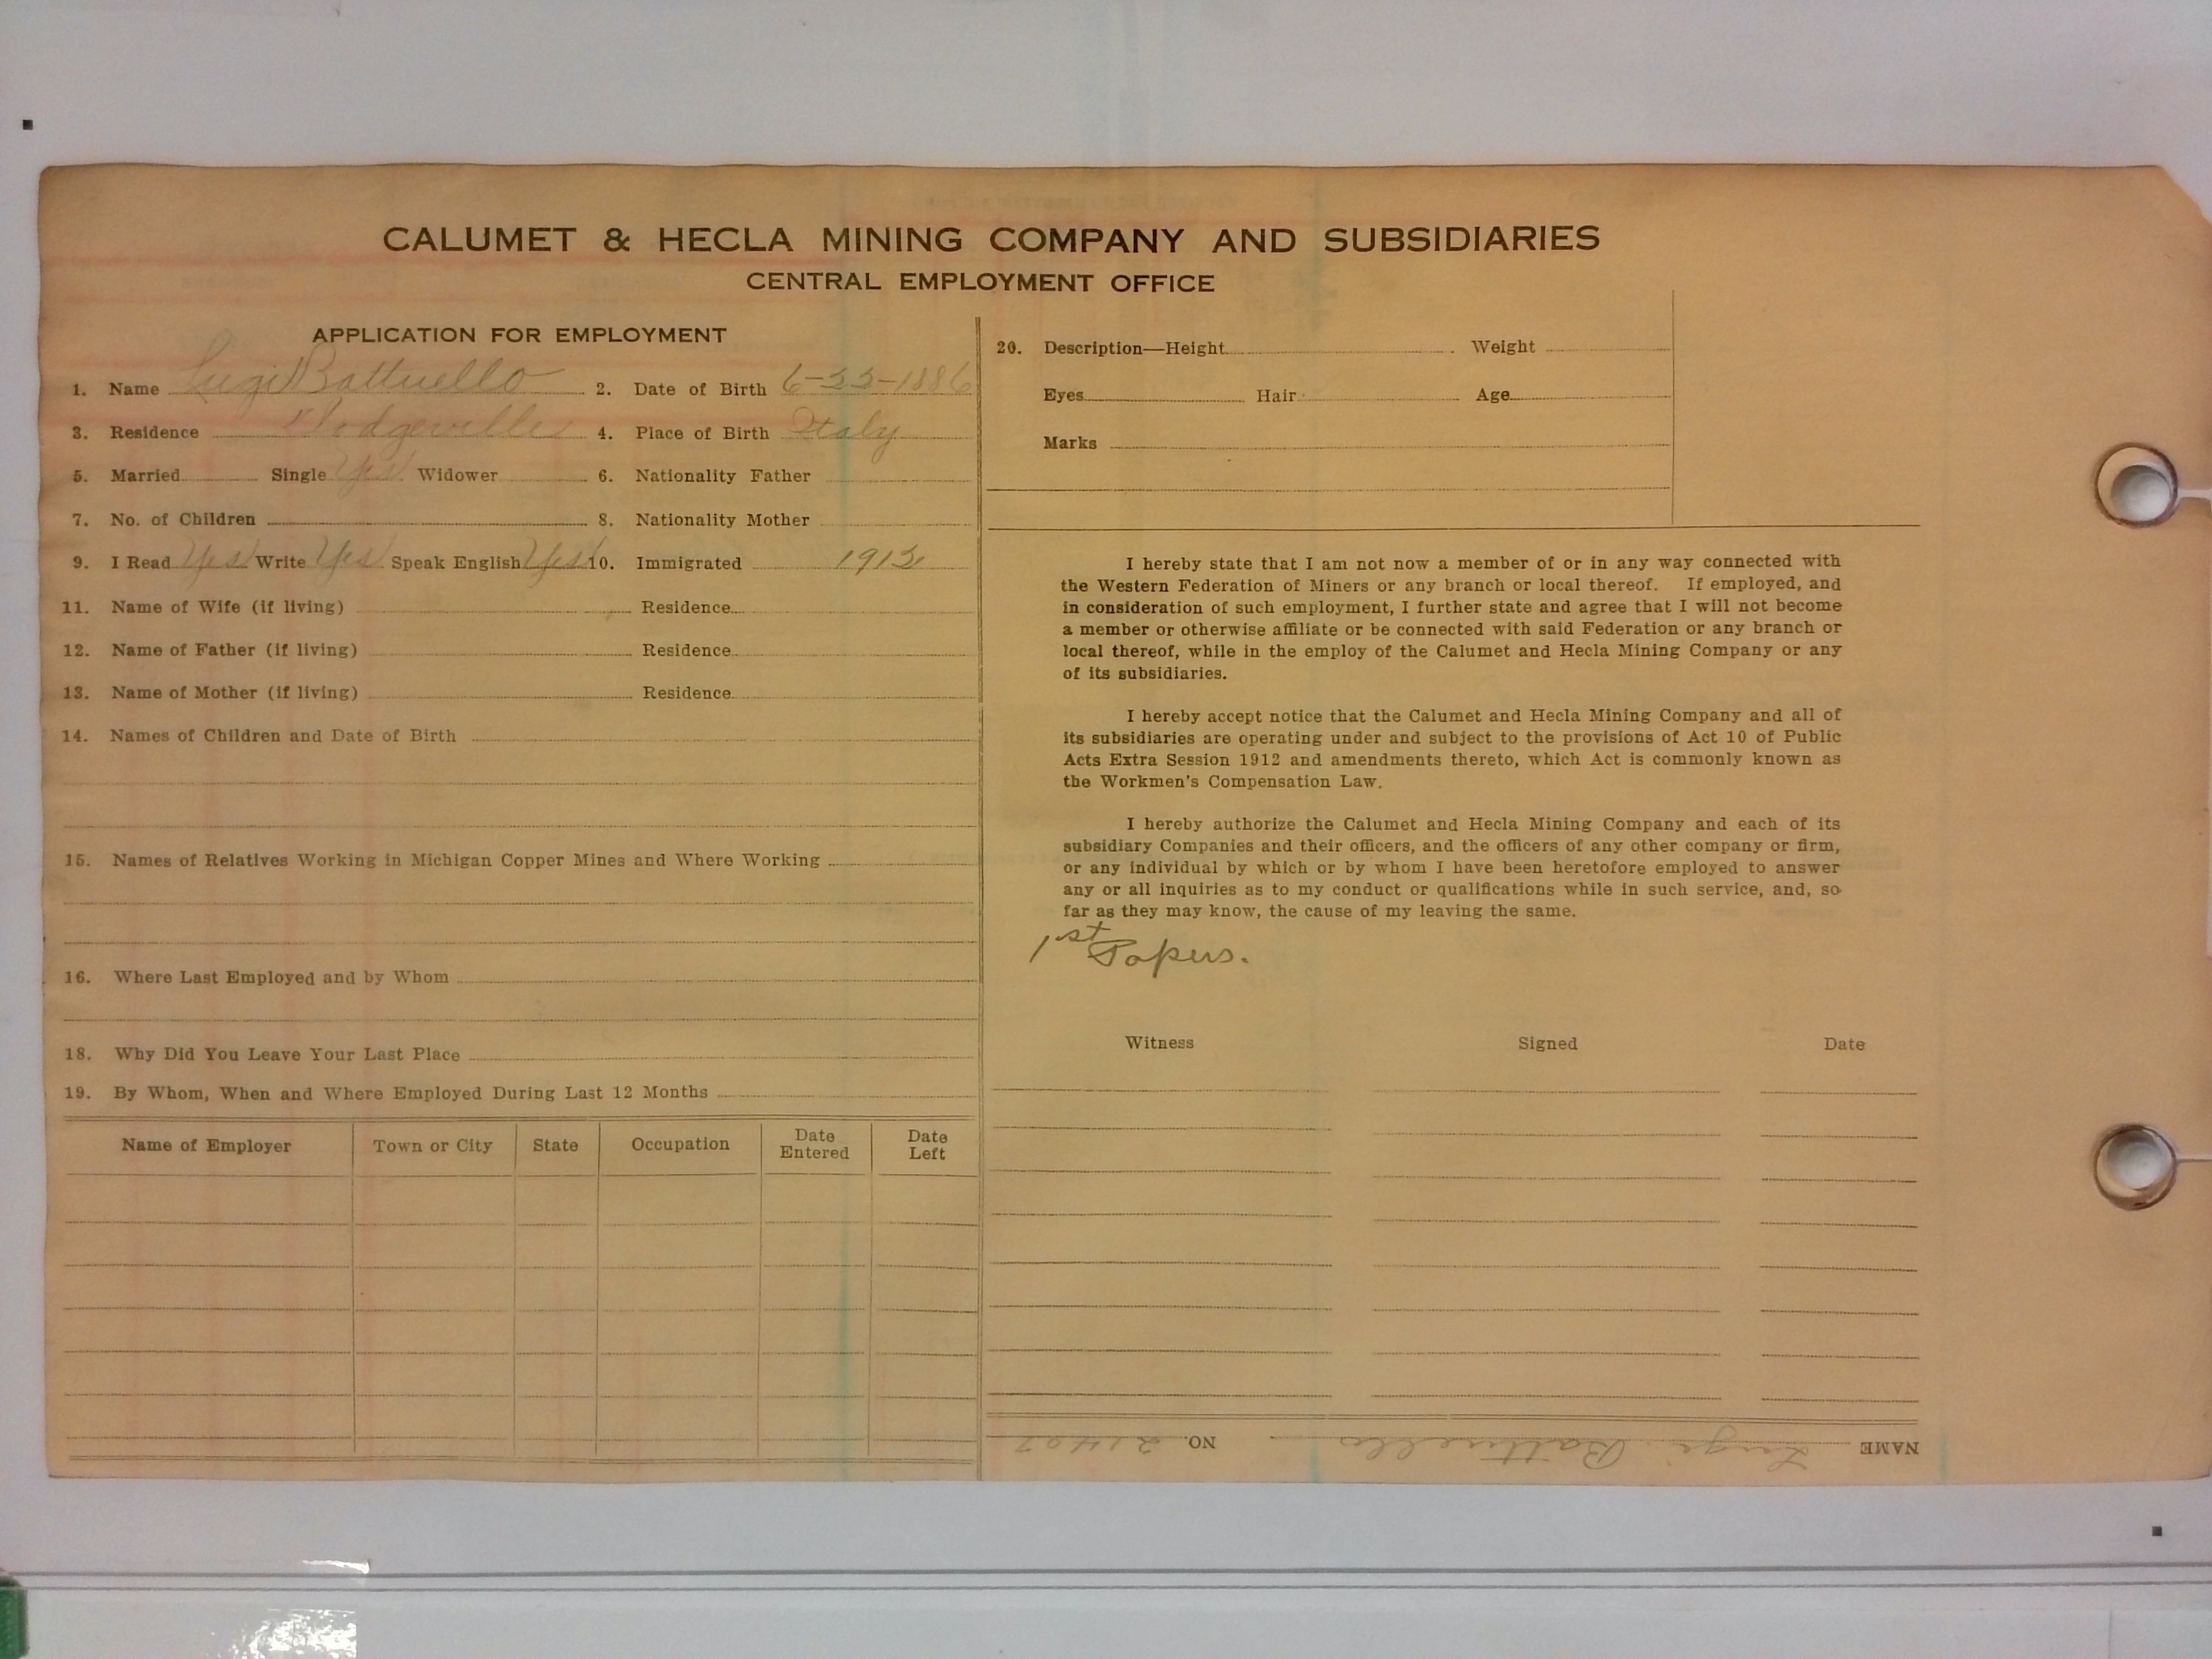 CALUMET & HECLA MINING COMPANY AND SUBSIDIARIES
CENTRAL EMPLOYMENT OFFICE
APPLICATION FOR EMPLOYMENT
1. Name Luigi Battuello 2. Date of Birth 6-22-1886
3. Residence Dodgeville 4. Place of Birth Italy
5. Married Single Yes Widower 6. Nationality Father
7. No. of Children 8. Nationality Mother
9. I Read Yes Write Yes Speak English Yes 10. Immigrated 1912
11. Name of Wife (if living) Residence
12. Name of Father (if living) Residence
13. Name of Mother (if living) Residence
14. Names of Children and Date of Birth
15. Names of Relatives Working in Michigan Copper Mines and Where Working
16. Where Last Employed and by Whom
18. Why Did You Leave Your Last Place
19. By Whom, When and Where Employed During Last 12 Months
Name of Employer Town or City State Occupation Date Entered Date Left
20. Description—Height Weight
Eyes Hair Age
Marks
I hereby state that I am not now a member of or in any way connected with
the Western Federation of Miners or any branch or local thereof. If employed, and
in consideration of such employment, I further state and agree that I will not become
a member or otherwise affiliate or be connected with said Federation or any branch or
local thereof, while in the employ of the Calumet and Hecla Mining Company or any
of its subsidiaries.
I hereby accept notice that the Calumet and Hecla Mining Company and all of
its subsidiaries are operating under and subject to the provisions of Act 10 of Public
Acts Extra Session 1912 and amendments thereto, which Act is commonly known as
the Workmen's Compensation Law.
I hereby authorize the Calumet and Hecla Mining Company and each of its
subsidiary Companies and their officers, and the officers of any other company or firm,
or any individual by which or by whom I have been heretofore employed to answer
any or all inquiries as to my conduct or qualifications while in such service, and, so
far as they may know, the cause of my leaving the same.
1st Papers.
Witness Signed Date
NAME Luigi Battuello NO. 21407